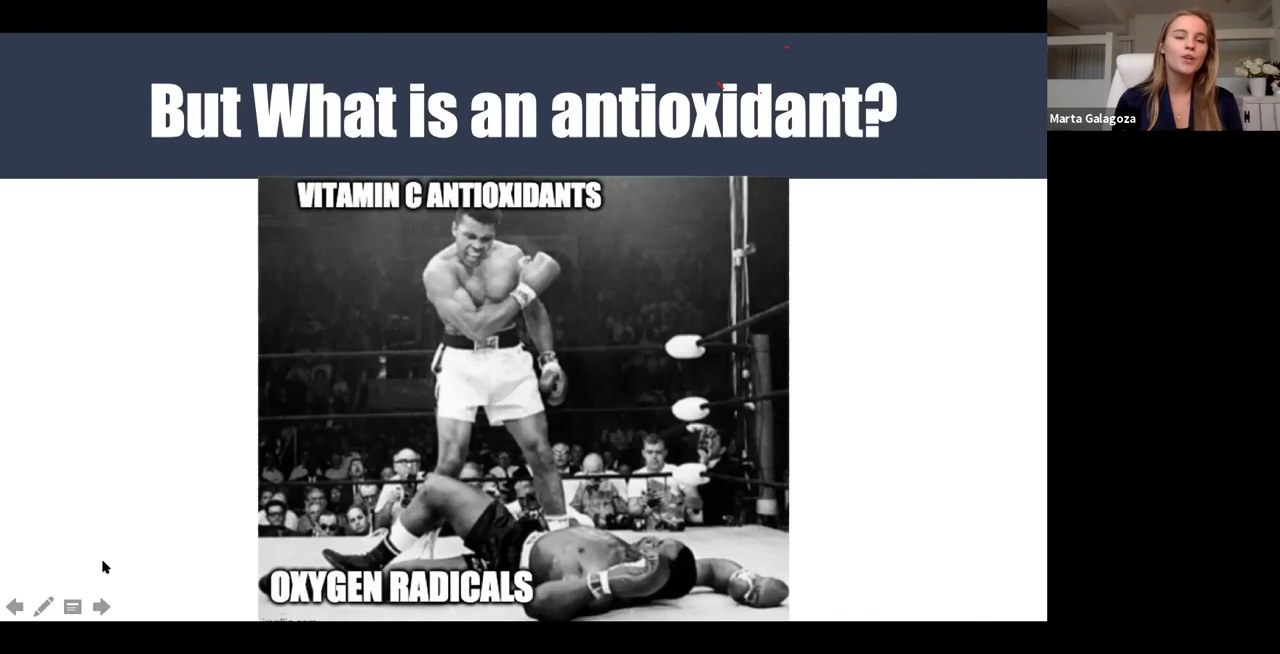 But What is an antioxidant?
VITAMIN C ANTIOXIDANTS
OXYGEN RADICALS
Marta Galagoza